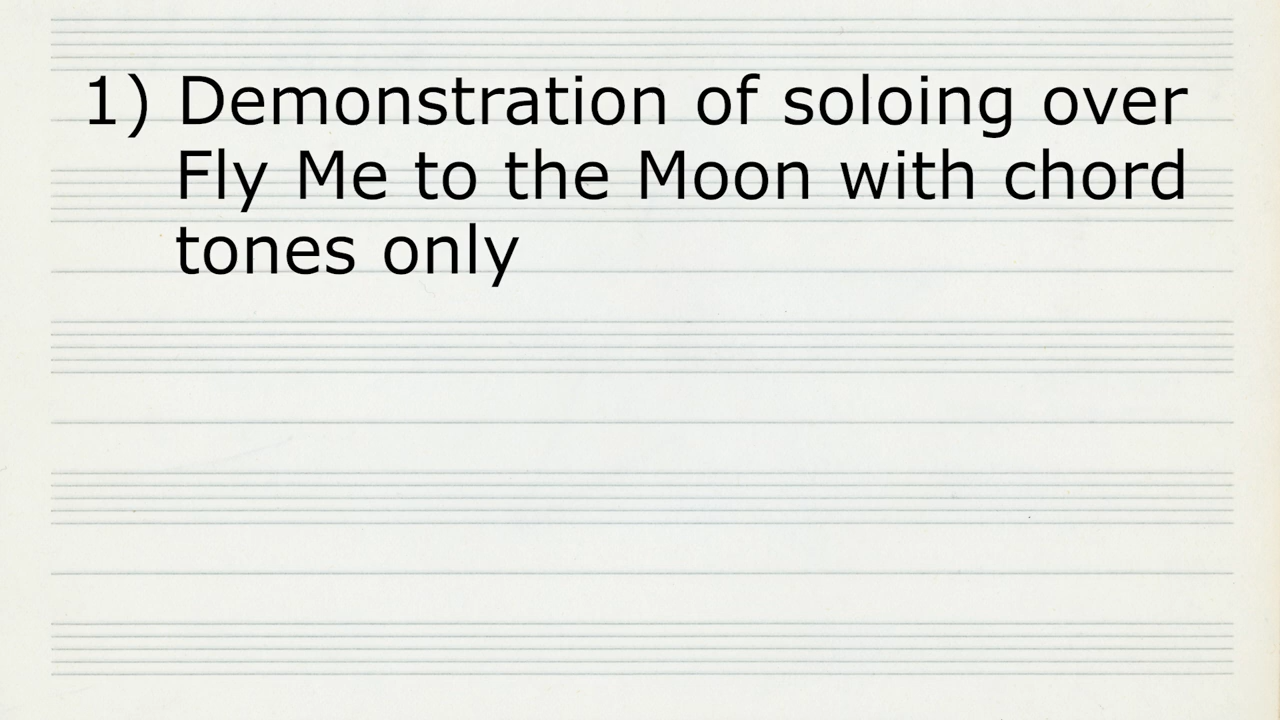 1) Demonstration of soloing over
Fly Me to the Moon with chord
tones only